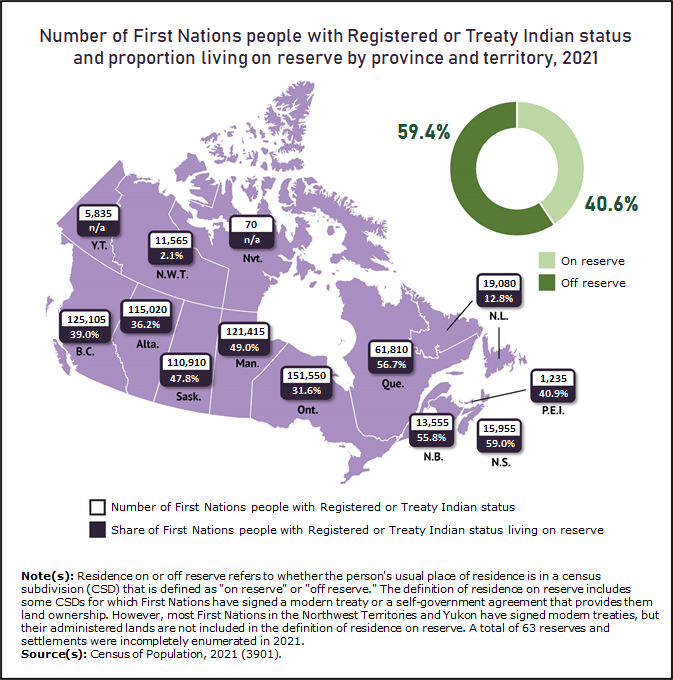 Number of First Nations people with Registered or Treaty Indian status
and proportion living on reserve by province and territory, 2021
59.4%
40.6%
On reserve
Off reserve
5,835
n/a
Y.T.
11,565
2.1%
N.W.T.
70
n/a
Nvt.
19,080
12.8%
N.L.
125,105
39.0%
B.C.
115,020
36.2%
Alta.
110,910
47.8%
Sask.
121,415
49.0%
Man.
151,550
31.6%
Ont.
61,810
56.7%
Que.
1,235
40.9%
P.E.I.
13,555
55.8%
N.B.
15,955
59.0%
N.S.
Number of First Nations people with Registered or Treaty Indian status
Share of First Nations people with Registered or Treaty Indian status living on reserve
Note(s): Residence on or off reserve refers to whether the person's usual place of residence is in a census
subdivision (CSD) that is defined as "on reserve" or "off reserve." The definition of residence on reserve includes
some CSDs for which First Nations have signed a modern treaty or a self-government agreement that provides them
land ownership. However, most First Nations in the Northwest Territories and Yukon have signed modern treaties, but
their administered lands are not included in the definition of residence on reserve. A total of 63 reserves and
settlements were incompletely enumerated in 2021.
Source(s): Census of Population, 2021 (3901).